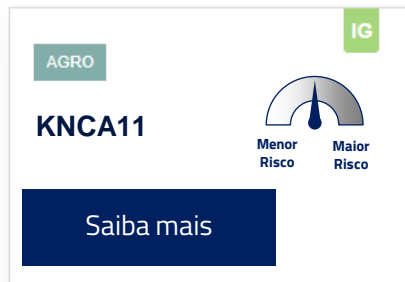 IG
AGRO
KNCA11
Menor
Risco
Maior
Risco
Saiba mais